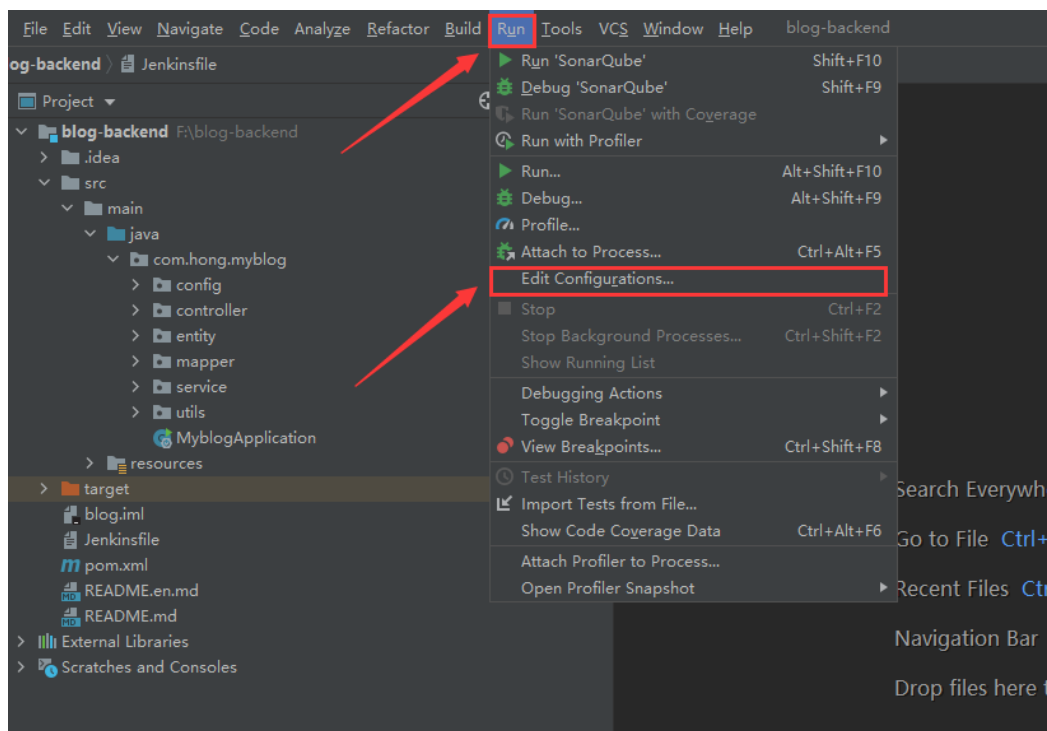 File Edit View Navigate Code Analyze Refactor Build Run Tools VCS Window Help blog-backend
og-backend Jenkinsfile
Project
blog-backend F:\blog-backend
.idea
src
main
java
com.hong.myblog
config
controller
entity
mapper
service
utils
MyblogApplication
resources
target
blog.iml
Jenkinsfile
pom.xml
README.en.md
README.md
External Libraries
Scratches and Consoles
Run 'SonarQube' Shift+F10
Debug 'SonarQube' Shift+F9
Run 'SonarQube' with Coverage
Run with Profiler
Run... Alt+Shift+F10
Debug... Alt+Shift+F9
Profile...
Attach to Process... Ctrl+Alt+F5
Edit Configurations...
Stop Ctrl+F2
Stop Background Processes... Ctrl+Shift+F2
Show Running List
Debugging Actions
Toggle Breakpoint
View Breakpoints... Ctrl+Shift+F8
Test History
Import Tests from File...
Show Code Coverage Data Ctrl+Alt+F6
Attach Profiler to Process...
Open Profiler Snapshot
Search Everywh
Go to File Ctrl+
Recent Files Ct
Navigation Bar
Drop files here t